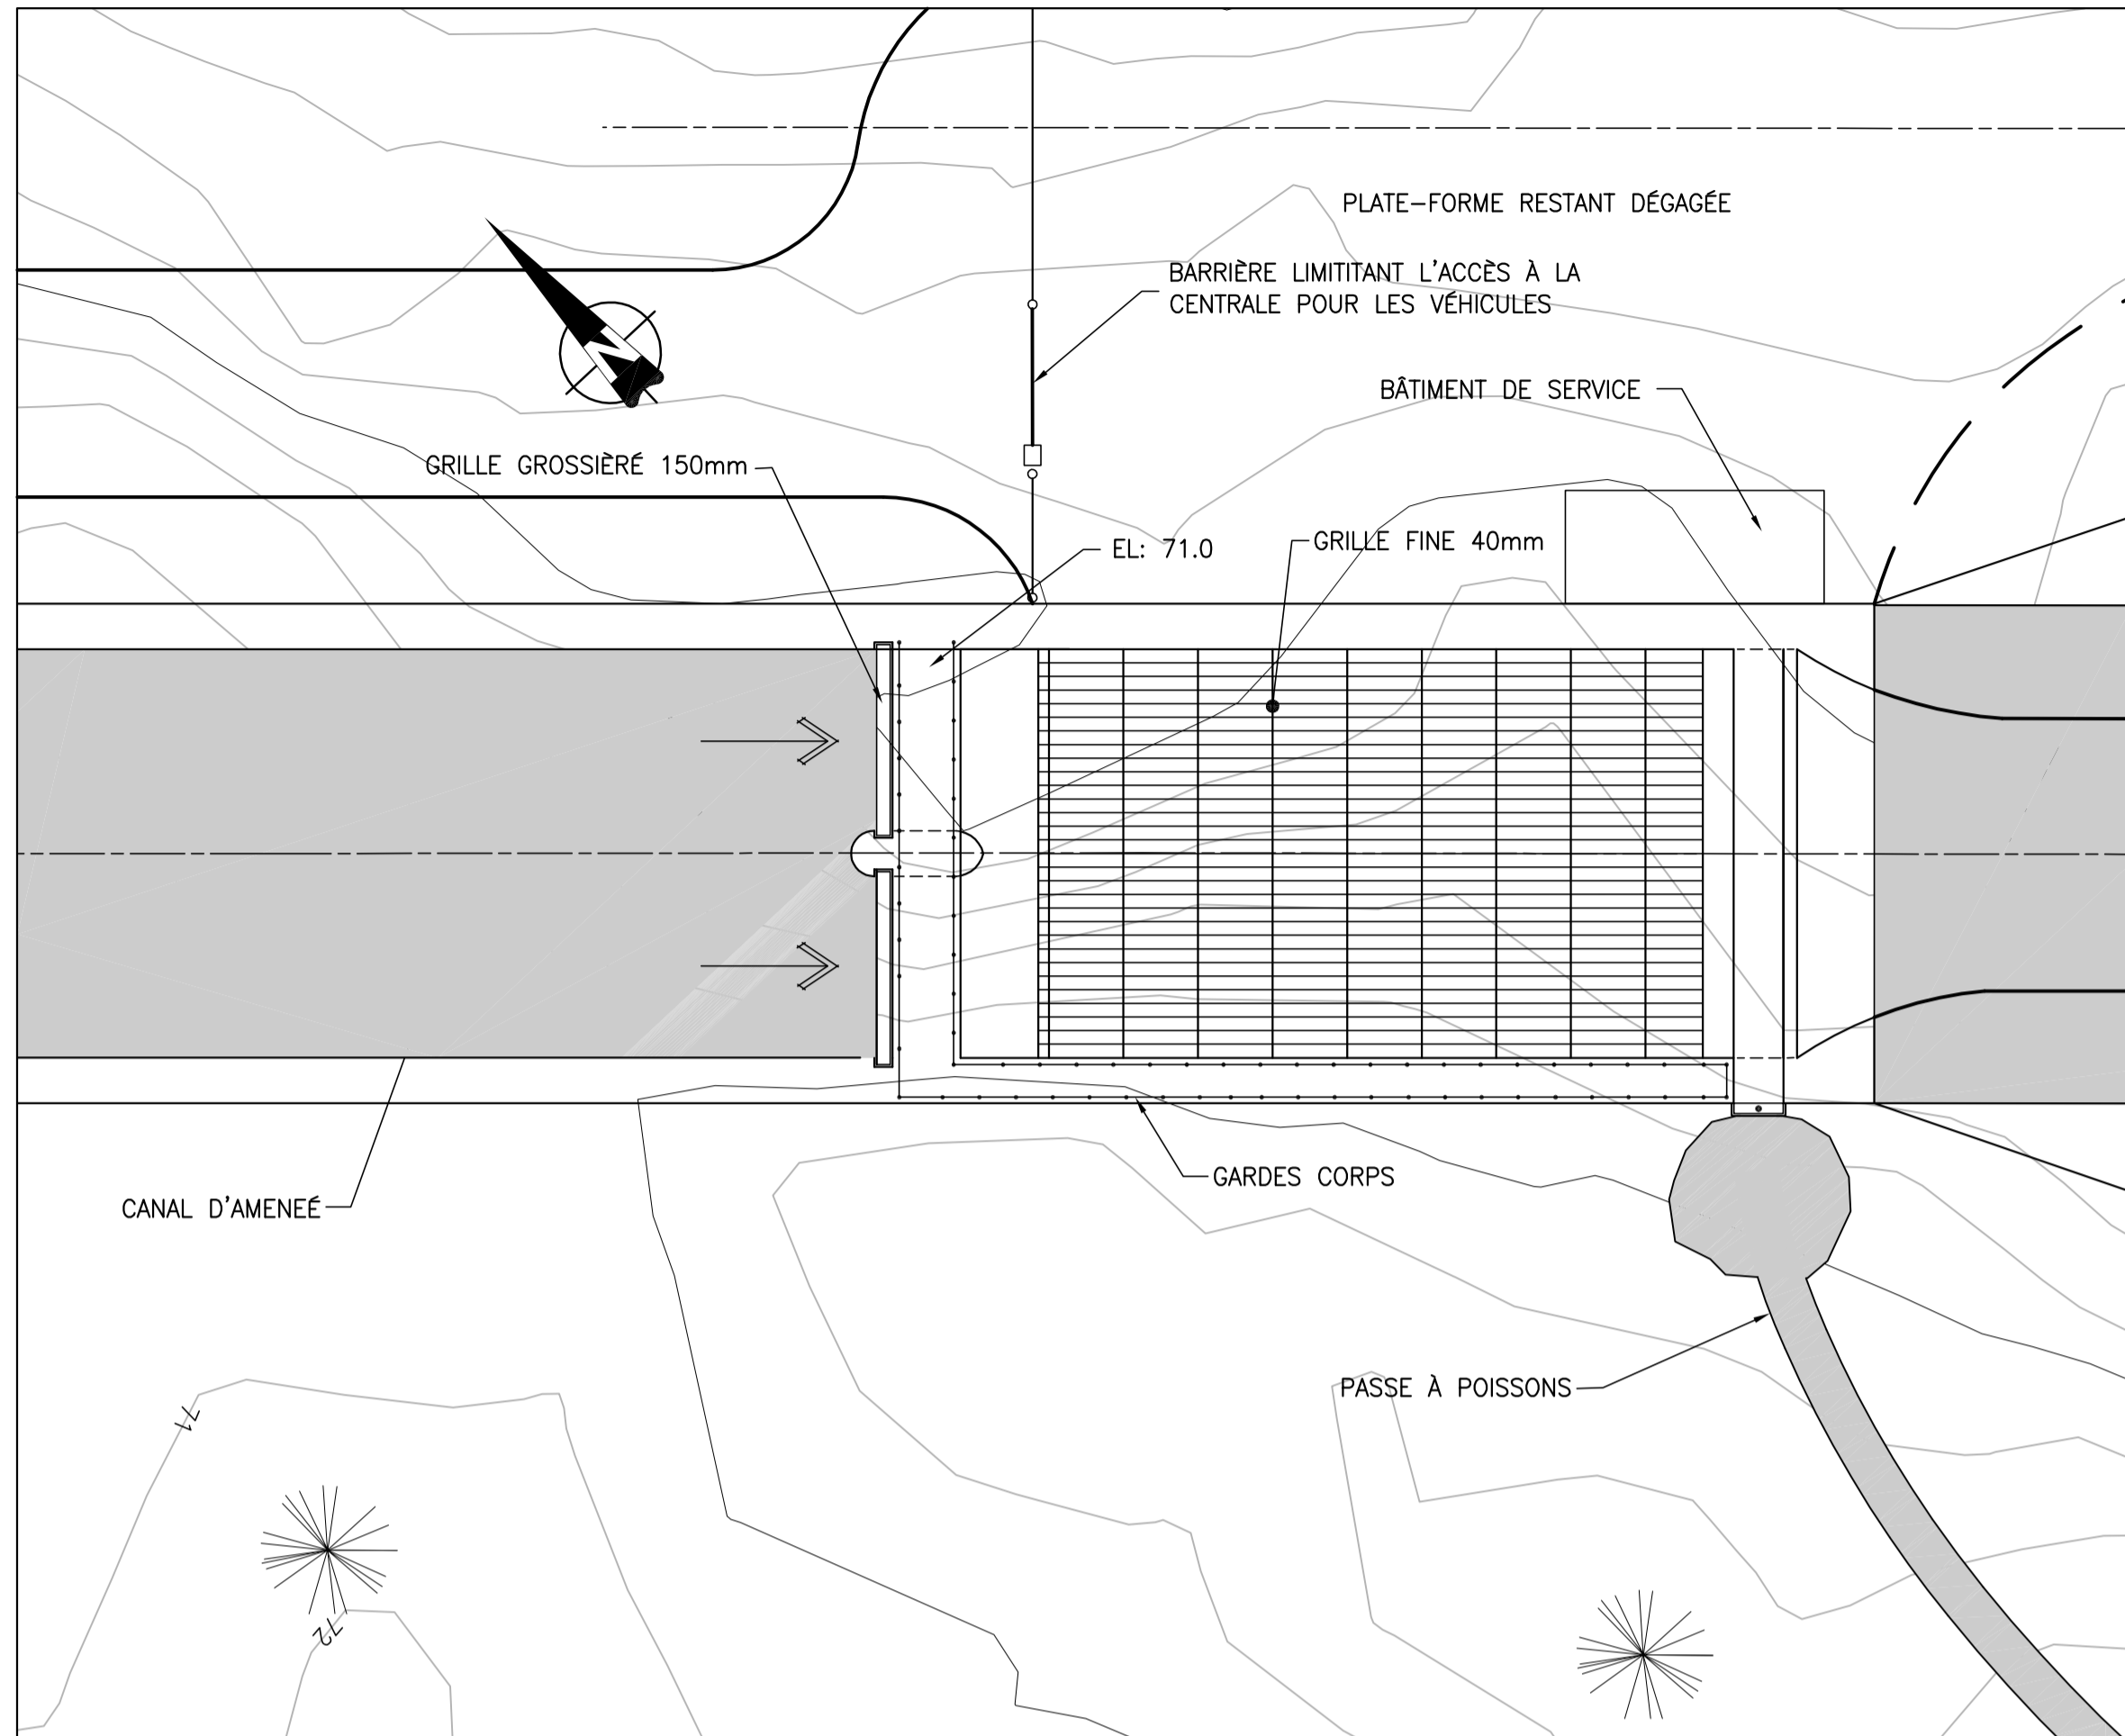 PLATE-FORME RESTANT DÉGAGÉE
BARRIÈRE LIMITITANT L'ACCÈS À LA
CENTRALE POUR LES VÉHICULES
N
BÂTIMENT DE SERVICE
GRILLE GROSSIÈRÉ 150mm
EL: 71.0
GRILLE FINE 40mm
GARDES CORPS
CANAL D'AMENEÉ
PASSE À POISSONS
71
72